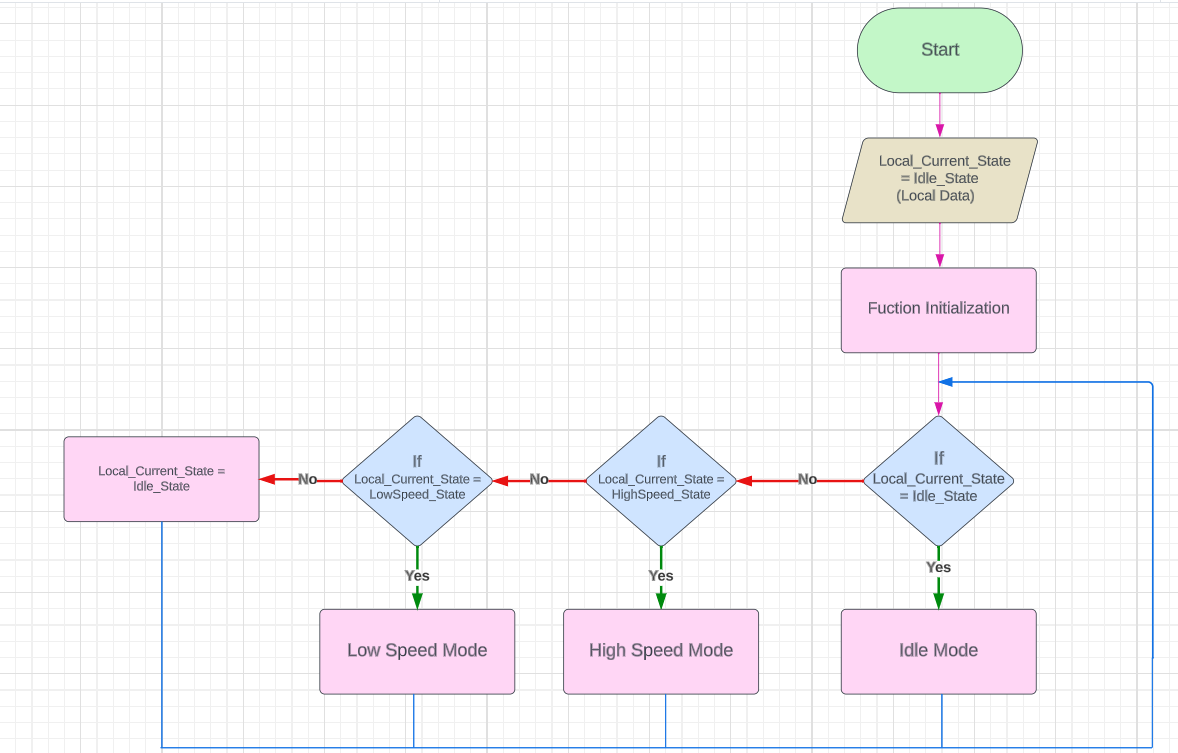 Start
Local_Current_State
= Idle_State
(Local Data)
Fuction Initialization
If
Local_Current_State
= Idle_State
No
If
Local_Current_State =
HighSpeed_State
No
If
Local_Current_State =
LowSpeed_State
No
Local_Current_State =
Idle_State
Yes
Yes
Yes
Low Speed Mode
High Speed Mode
Idle Mode